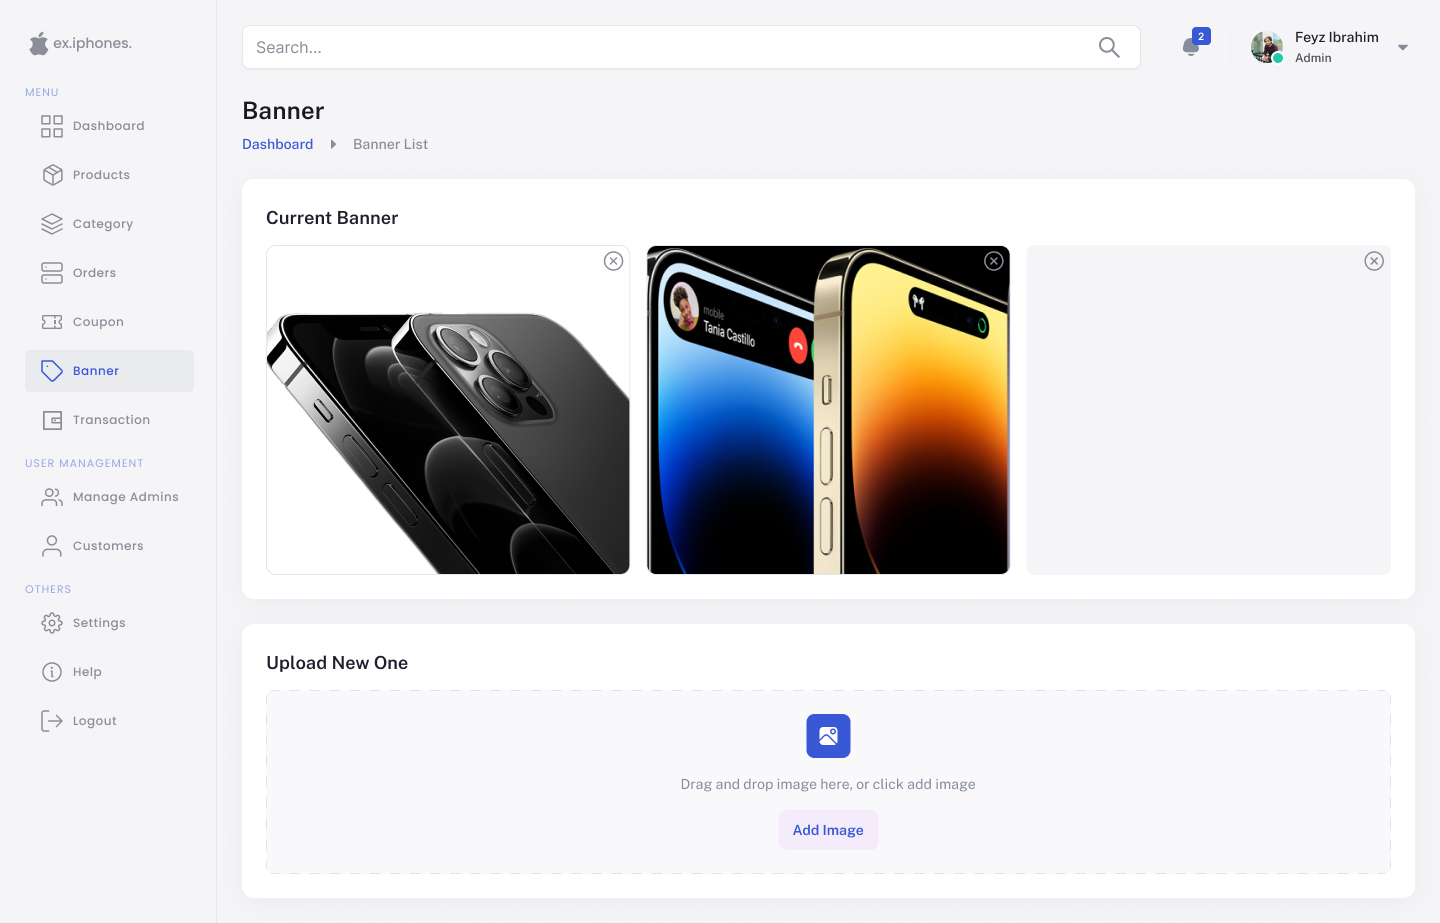 ex.iphones.
Search...
2
Feyz Ibrahim
Admin
MENU
Dashboard
Products
Category
Orders
Coupon
Banner
Transaction
USER MANAGEMENT
Manage Admins
Customers
OTHERS
Settings
Help
Logout
Banner
Dashboard Banner List
Current Banner
mobile
Tania Castillo
Upload New One
Drag and drop image here, or click add image
Add Image